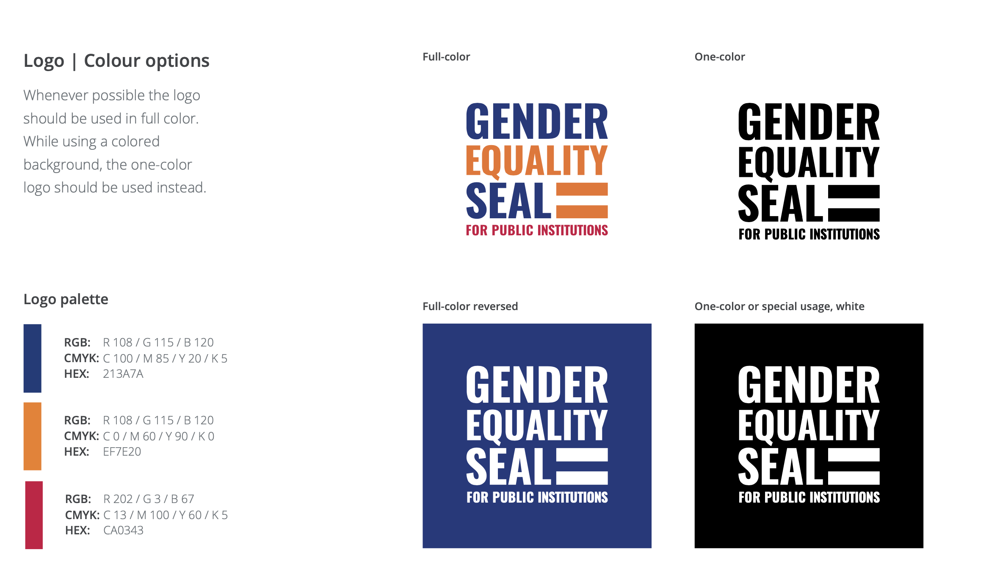 Logo | Colour options
Whenever possible the logo
should be used in full color.
While using a colored
background, the one-color
logo should be used instead.
Logo palette
RGB: R 108 / G 115 / B 120
CMYK: C 100 / M 85 / Y 20 / K 5
HEX: 213A7A
RGB: R 108 / G 115 / B 120
CMYK: C 0 / M 60 / Y 90 / K 0
HEX: EF7E20
RGB: R 202 / G 3 / B 67
CMYK: C 13 / M 100 / Y 60 / K 5
HEX: CA0343
Full-color
GENDER
EQUALITY
SEAL
FOR PUBLIC INSTITUTIONS
One-color
GENDER
EQUALITY
SEAL
FOR PUBLIC INSTITUTIONS
Full-color reversed
GENDER
EQUALITY
SEAL
FOR PUBLIC INSTITUTIONS
One-color or special usage, white
GENDER
EQUALITY
SEAL
FOR PUBLIC INSTITUTIONS